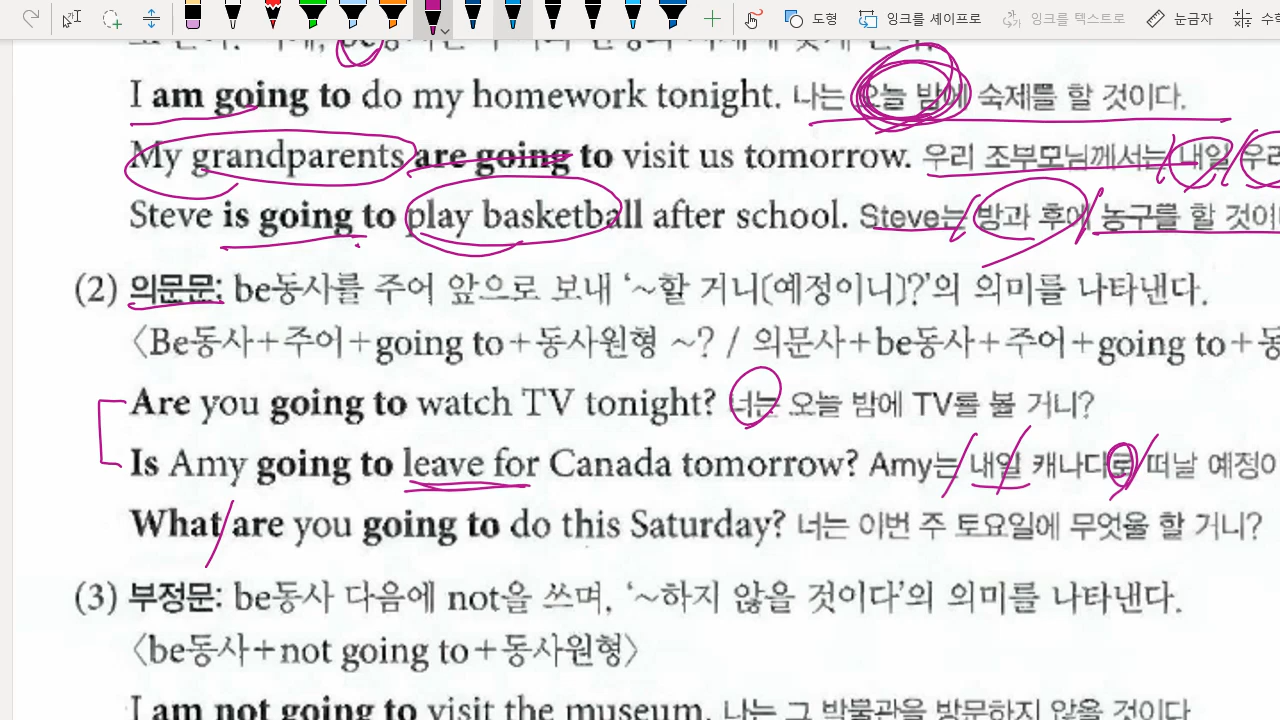 도형 잉크를 셰이프로 잉크를 텍스트로 눈금자
I am going to do my homework tonight. 나는 오늘 밤에 숙제를 할 것이다.
My grandparents are going to visit us tomorrow. 우리 조부모님께서는 내일
Steve is going to play basketball after school. Steve는 방과 후에 농구를 할
(2) 의문문: be동사를 주어 앞으로 보내 ‘~할 거니(예정이니)?’의 의미를 나타낸다.
〈Be동사+주어+going to+동사원형 ~? / 의문사+be동사+주어+going to+
Are you going to watch TV tonight? 너는 오늘 밤에 TV를 볼 거니?
Is Amy going to leave for Canada tomorrow? Amy는 내일 캐나다로 떠날
What are you going to do this Saturday? 너는 이번 주 토요일에 무엇을 할 거니?
(3) 부정문: be동사 다음에 not을 쓰며, ‘~하지 않을 것이다’의 의미를 나타낸다.
〈be동사+not going to+동사원형〉
I am not going to visit the museum. 나는 그 박물관을 방문하지 않을 것이다.